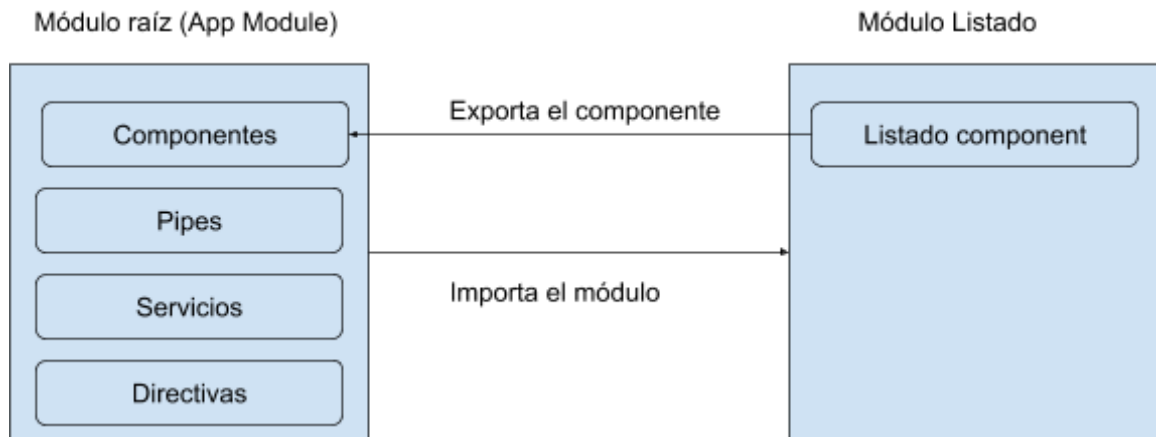 Módulo raíz (App Module)
Módulo Listado
Componentes
Exporta el componente
Listado component
Pipes
Importa el módulo
Servicios
Directivas